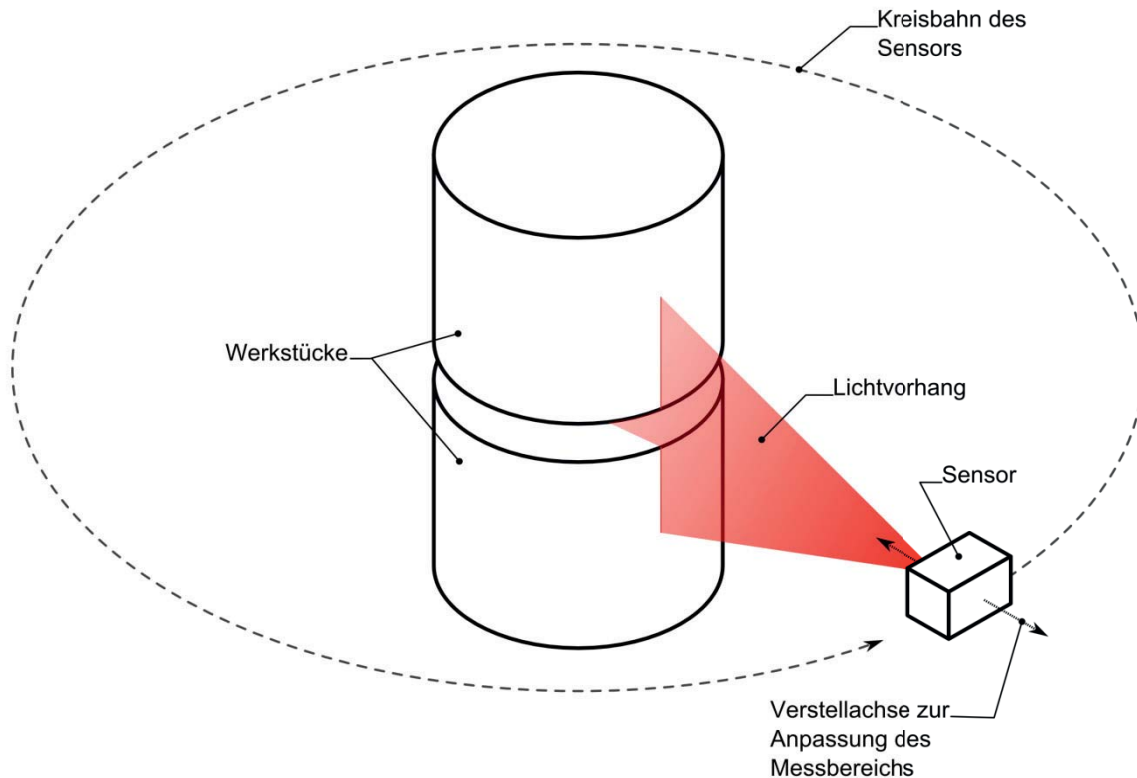 Kreisbahn des
Sensors
Werkstücke
Lichtvorhang
Sensor
Verstellachse zur
Anpassung des
Messbereichs